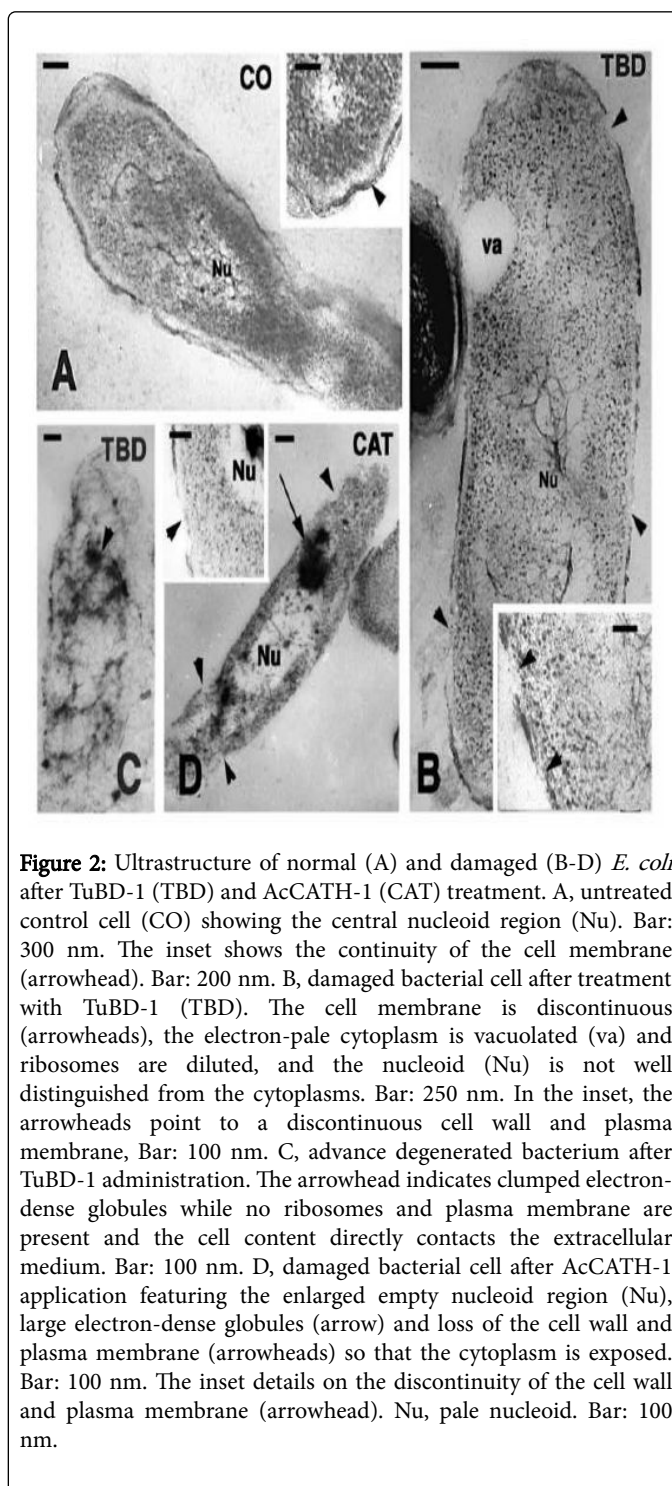 CO
TBD
va
Nu
Nu
A
TBD
Nu
CAT
Nu
C
D
B
Figure 2: Ultrastructure of normal (A) and damaged (B-D) E. coli
after TuBD-1 (TBD) and AcCATH-1 (CAT) treatment. A, untreated
control cell (CO) showing the central nucleoid region (Nu). Bar:
300 nm. The inset shows the continuity of the cell membrane
(arrowhead). Bar: 200 nm. B, damaged bacterial cell after treatment
with TuBD-1 (TBD). The cell membrane is discontinuous
(arrowheads), the electron-pale cytoplasm is vacuolated (va) and
ribosomes are diluted, and the nucleoid (Nu) is not well
distinguished from the cytoplasms. Bar: 250 nm. In the inset, the
arrowheads point to a discontinuous cell wall and plasma
membrane, Bar: 100 nm. C, advance degenerated bacterium after
TuBD-1 administration. The arrowhead indicates clumped electron-
dense globules while no ribosomes and plasma membrane are
present and the cell content directly contacts the extracellular
medium. Bar: 100 nm. D, damaged bacterial cell after AcCATH-1
application featuring the enlarged empty nucleoid region (Nu),
large electron-dense globules (arrow) and loss of the cell wall and
plasma membrane (arrowheads) so that the cytoplasm is exposed.
Bar: 100 nm. The inset details on the discontinuity of the cell wall
and plasma membrane (arrowhead). Nu, pale nucleoid. Bar: 100
nm.